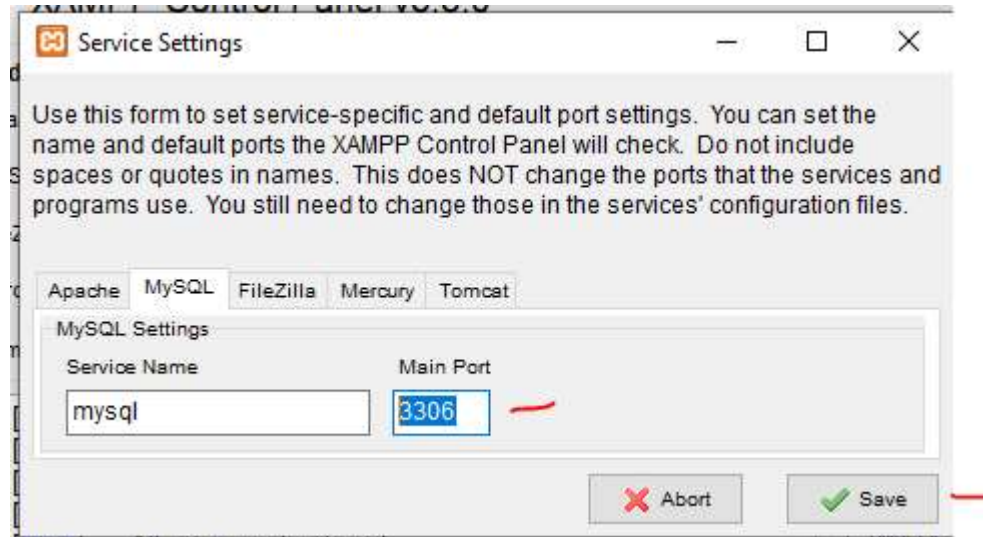 Service Settings
Use this form to set service-specific and default port settings. You can set the
name and default ports the XAMPP Control Panel will check. Do not include
spaces or quotes in names. This does NOT change the ports that the services and
programs use. You still need to change those in the services' configuration files.
Apache MySQL FileZilla Mercury Tomcat
MySQL Settings
Service Name Main Port
mysql 3306
Abort Save